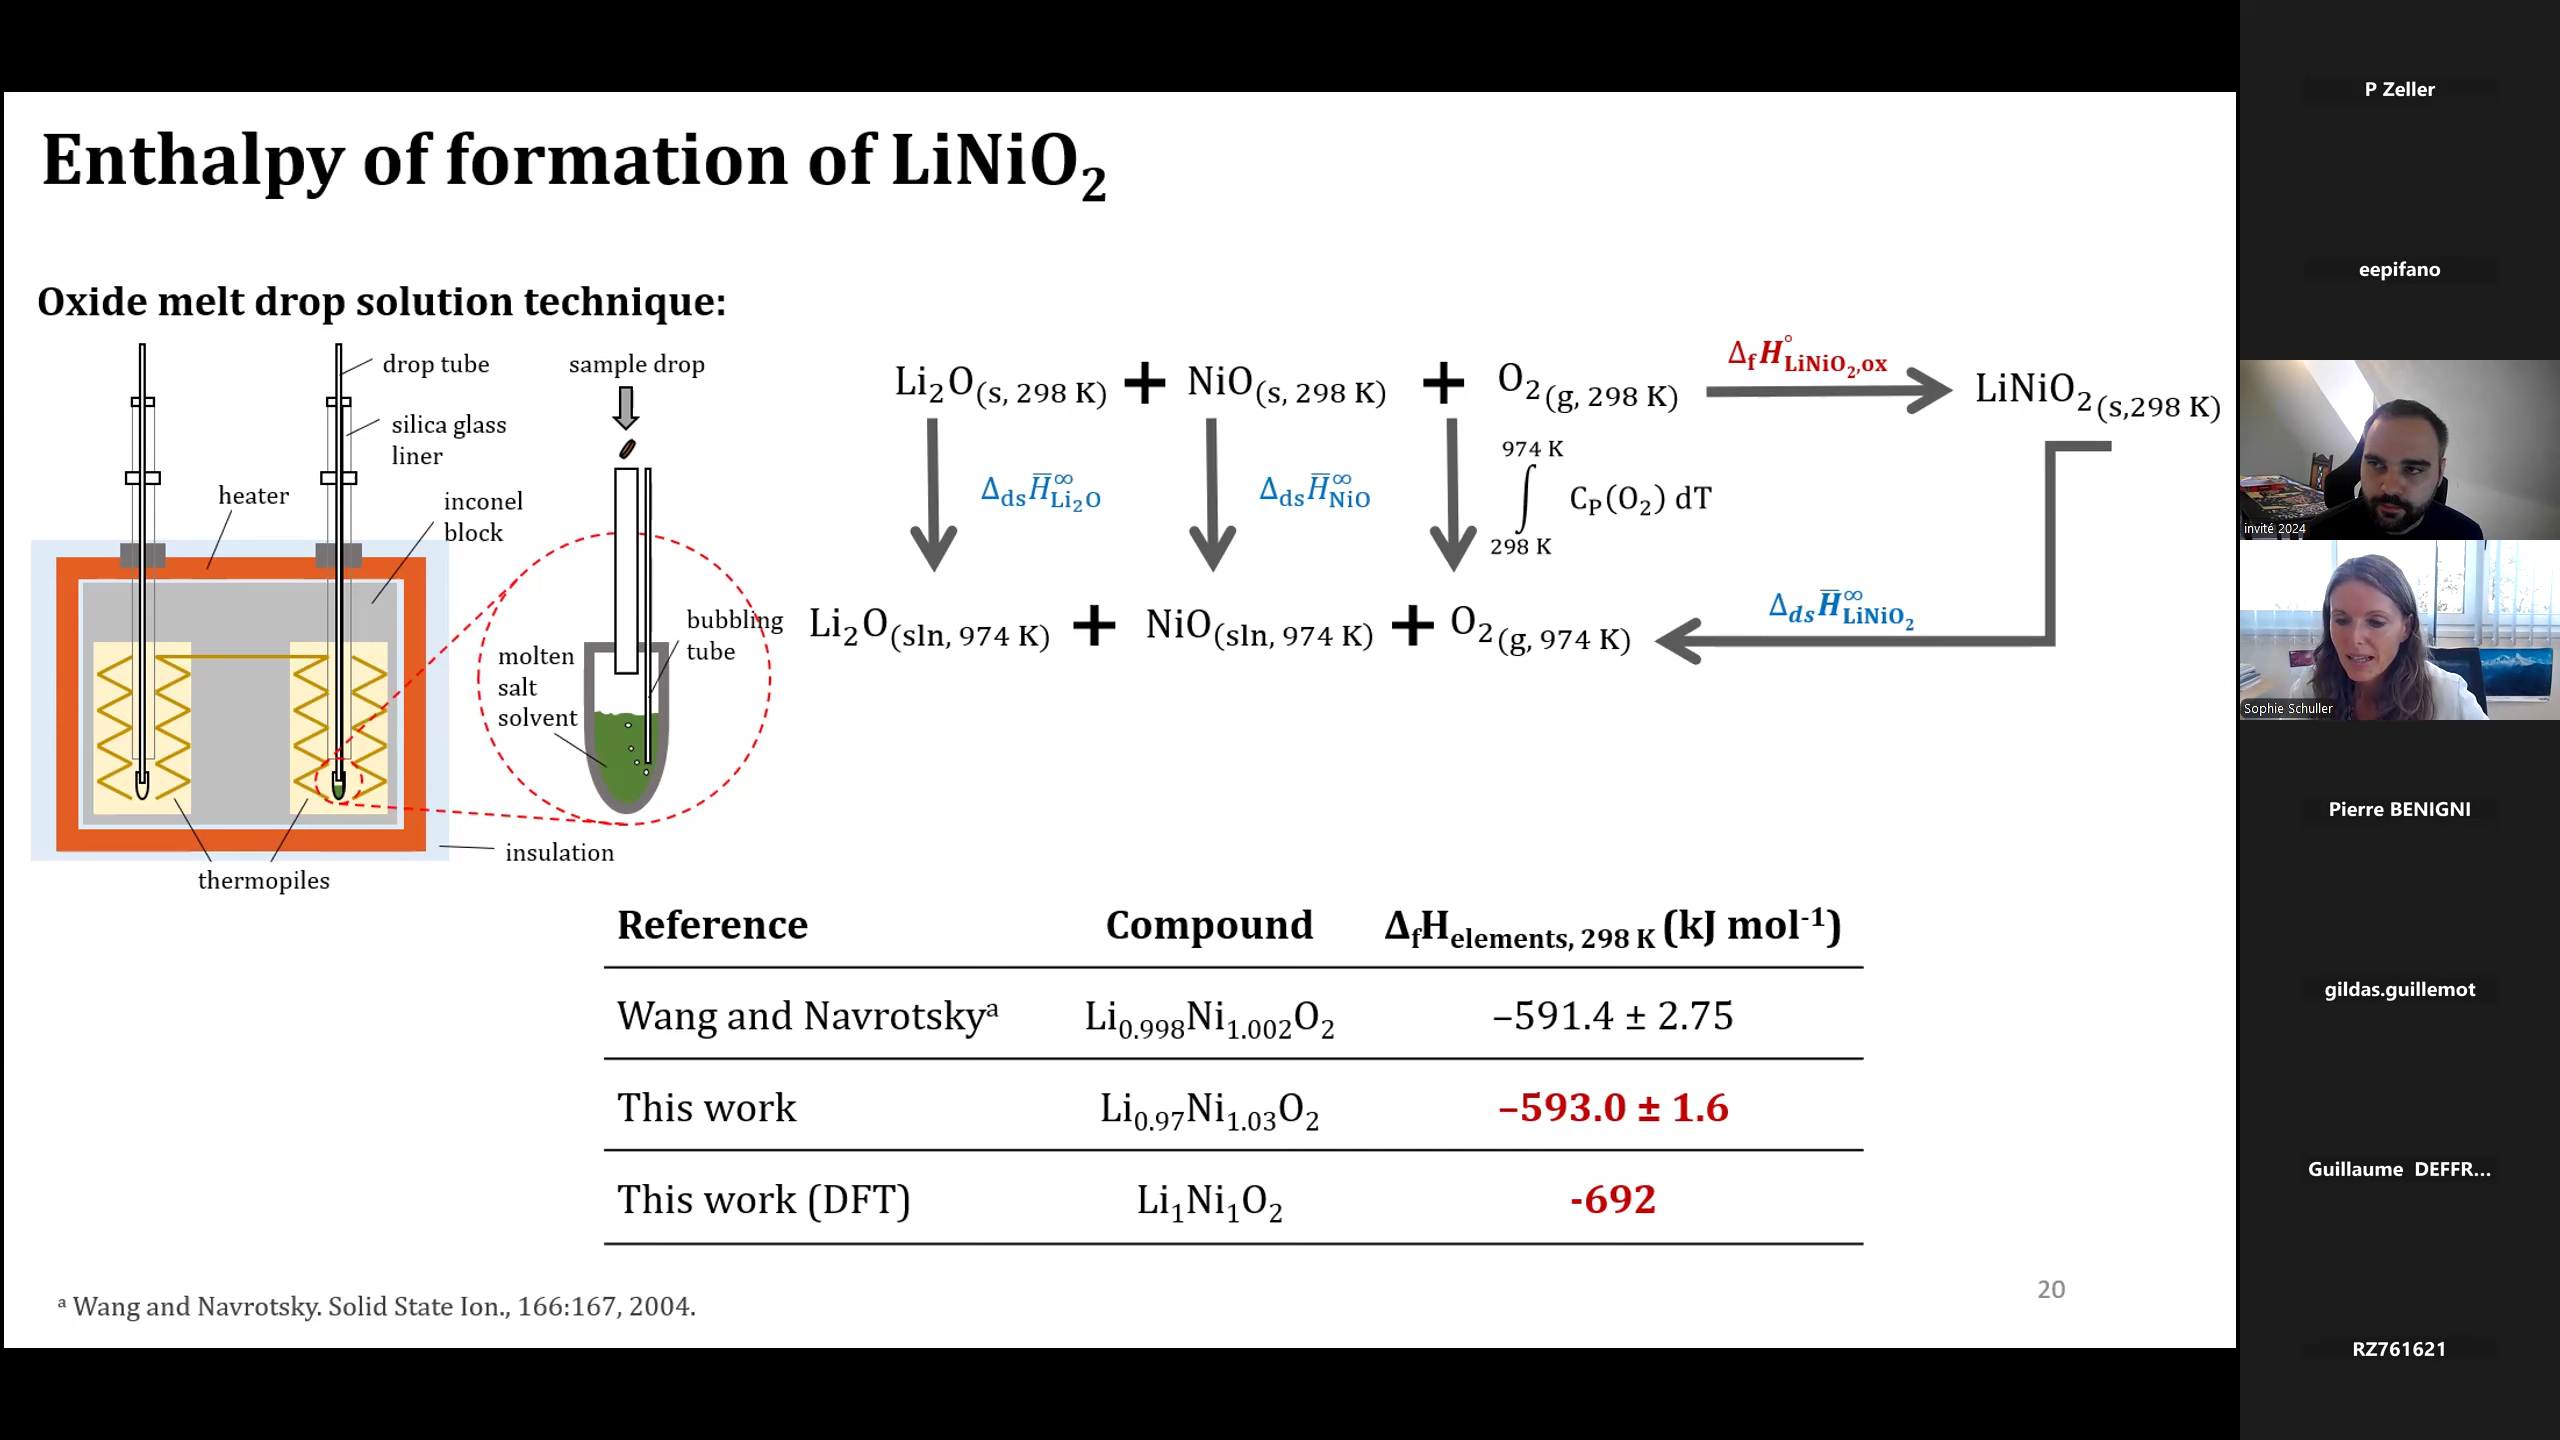 Enthalpy of formation of LiNiO₂
Oxide melt drop solution technique:
drop tube
silica glass
liner
heater
inconel
block
sample drop
bubbling
tube
molten
salt
solvent
insulation
thermopiles
Li₂O(s, 298 K) + NiO(s, 298 K) + O₂(g, 298 K)
ΔfH°LiNiO₂,ox
LiNiO₂(s,298 K)
ΔdsH̅∞Li₂O
ΔdsH̅∞NiO
974 K
∫ CP(O₂) dT
298 K
ΔdsH̅∞LiNiO₂
Li₂O(sln, 974 K) + NiO(sln, 974 K) + O₂(g, 974 K)
Reference Compound ΔfHelements, 298 K (kJ mol⁻¹)
Wang and Navrotskyᵃ Li₀.₉₉₈Ni₁.₀₀₂O₂ –591.4 ± 2.75
This work Li₀.₉₇Ni₁.₀₃O₂ –593.0 ± 1.6
This work (DFT) Li₁Ni₁O₂ -692
ᵃ Wang and Navrotsky. Solid State Ion., 166:167, 2004.
20
P Zeller
eepifano
invité 2024
Sophie Schuller
Pierre BENIGNI
gildas.guillemot
Guillaume DEFFR...
RZ761621